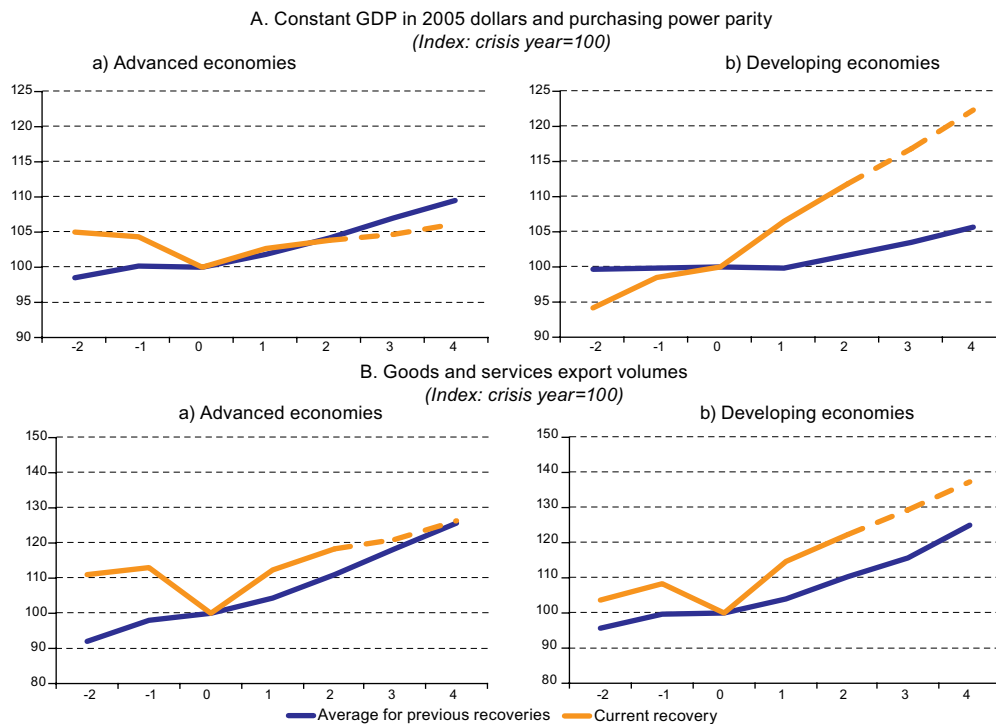 A. Constant GDP in 2005 dollars and purchasing power parity
(Index: crisis year=100)
a) Advanced economies
b) Developing economies
125
120
115
110
105
100
95
90
-2 -1 0 1 2 3 4
125
120
115
110
105
100
95
90
-2 -1 0 1 2 3 4
B. Goods and services export volumes
(Index: crisis year=100)
a) Advanced economies
b) Developing economies
150
140
130
120
110
100
90
80
-2 -1 0 1 2 3 4
150
140
130
120
110
100
90
80
-2 -1 0 1 2 3 4
Average for previous recoveries
Current recovery